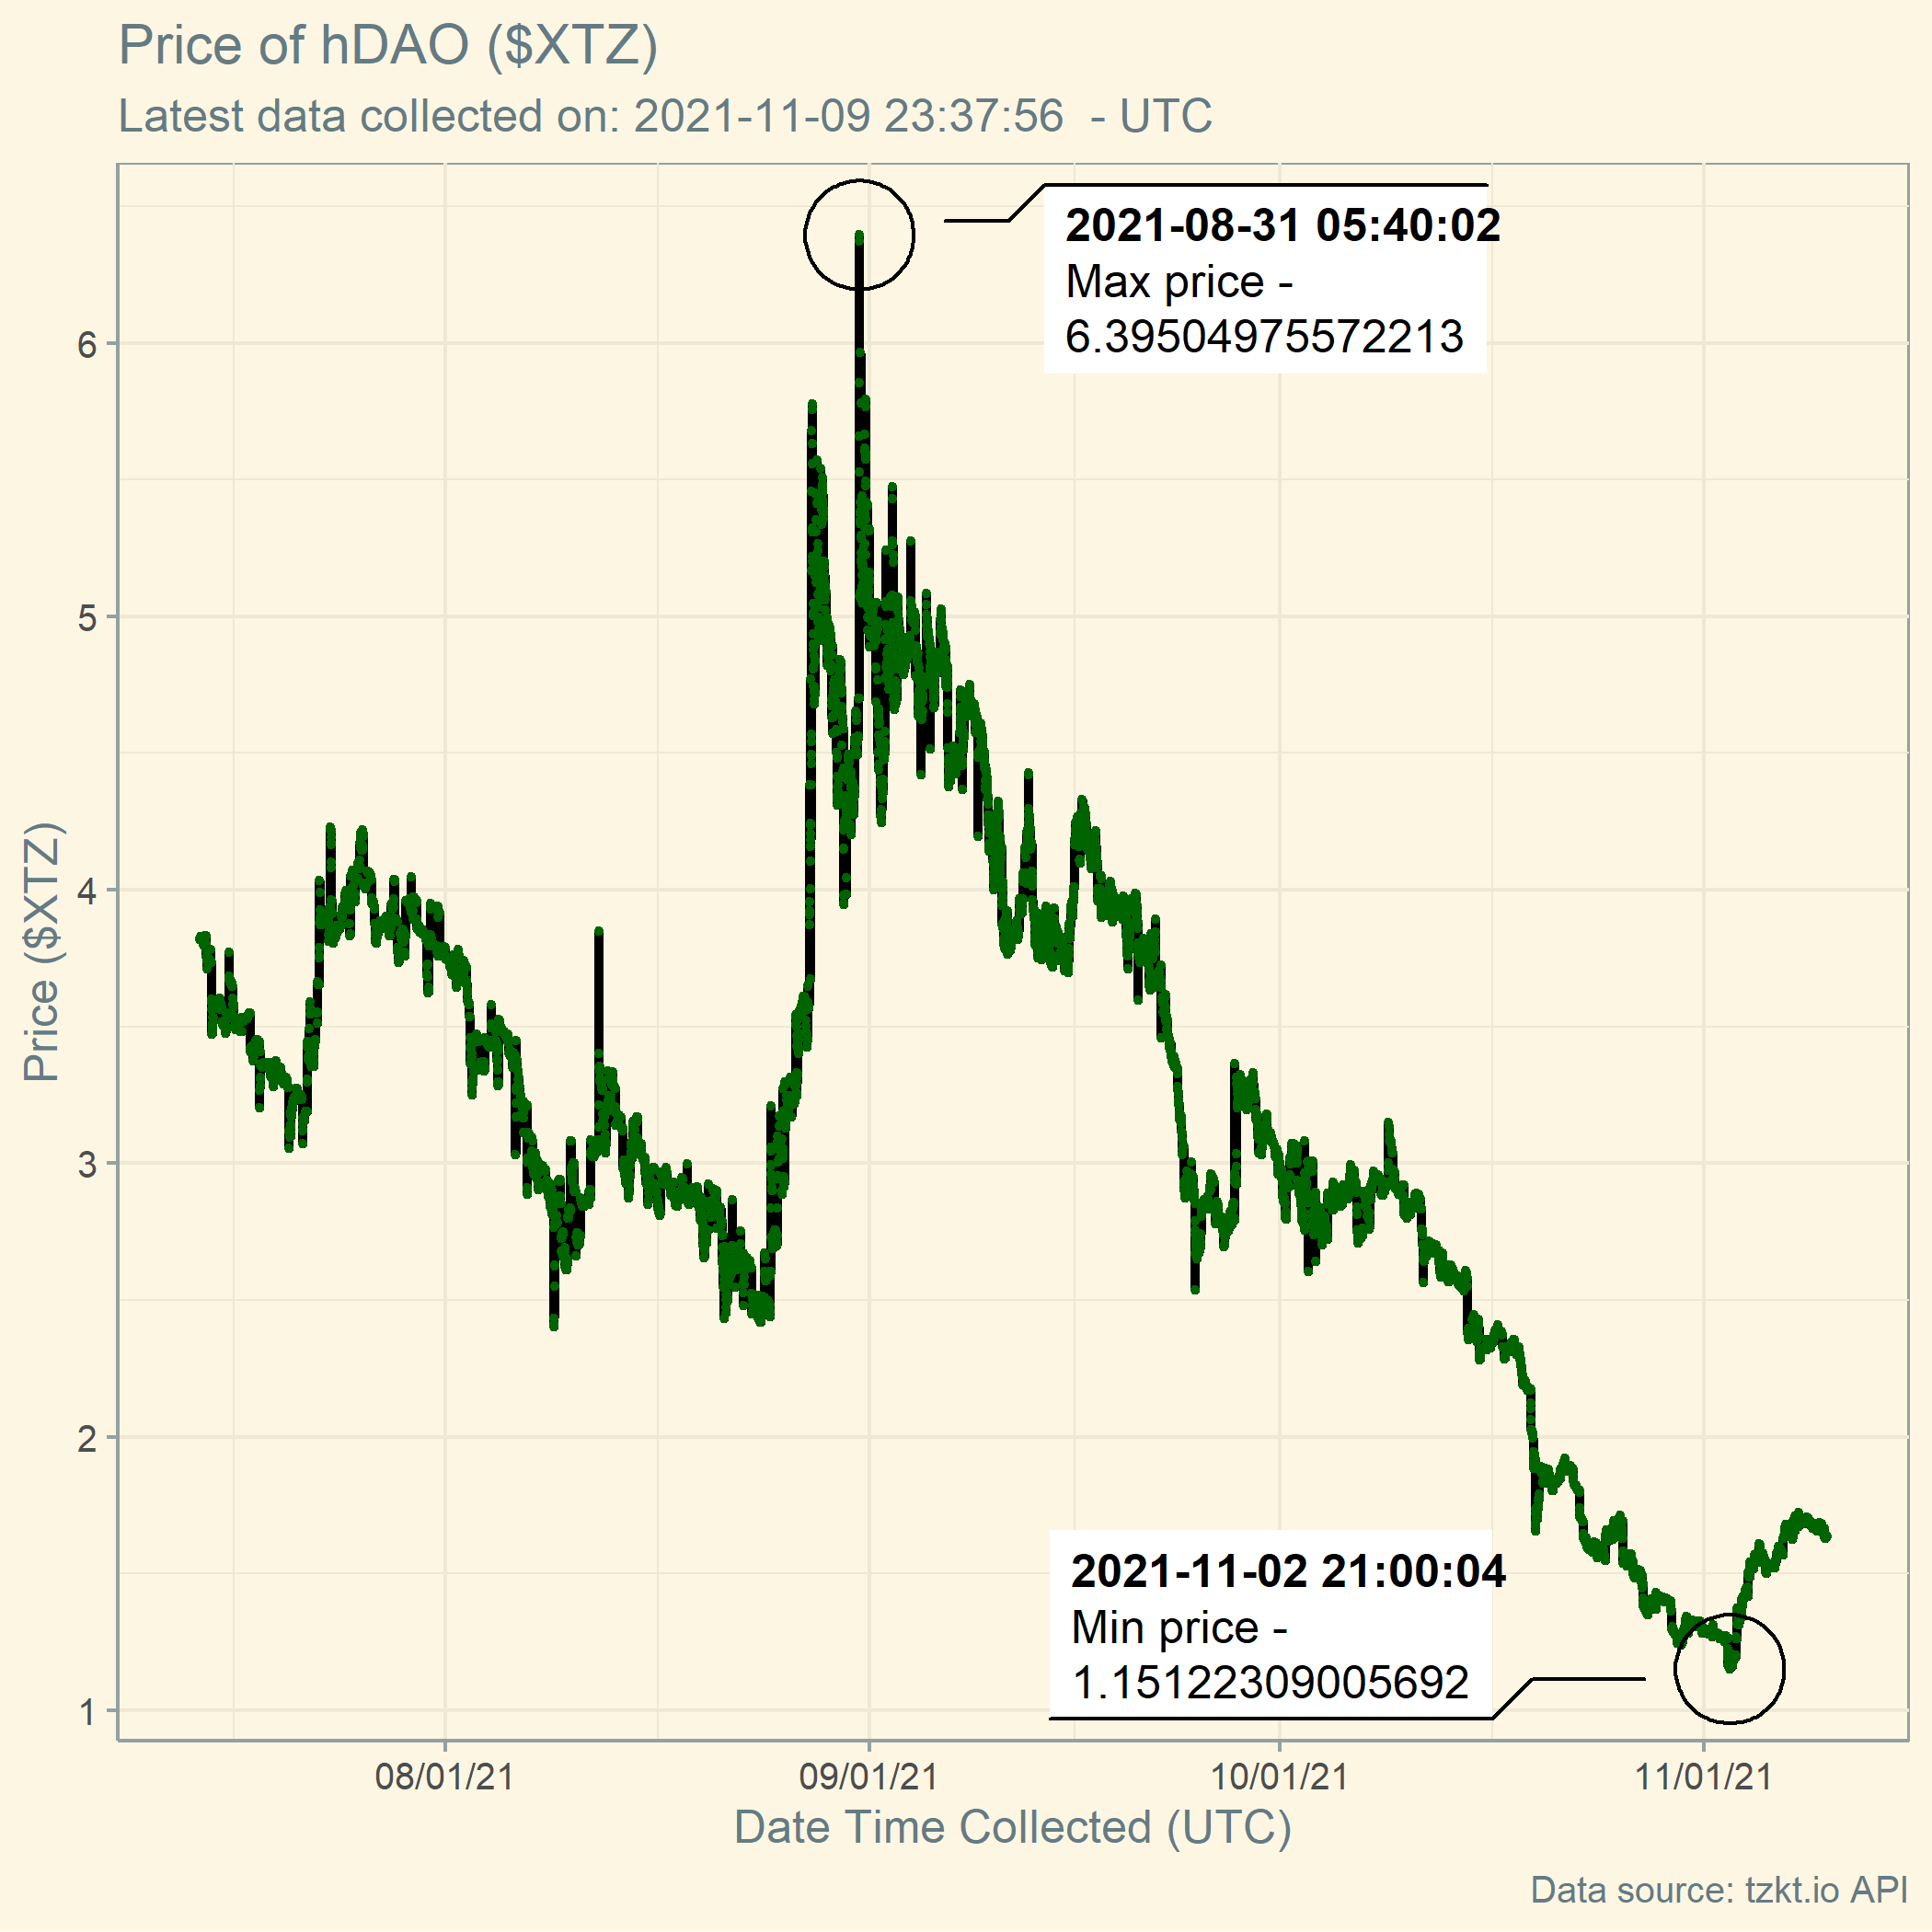 Price of hDAO ($XTZ)
Latest data collected on: 2021-11-09 23:37:56  - UTC
2021-08-31 05:40:02
Max price -
6.39504975572213
6
5
Price ($XTZ)
4
3
2
2021-11-02 21:00:04
Min price -
1.15122309005692
1
08/01/21 09/01/21 10/01/21 11/01/21
Date Time Collected (UTC)
Data source: tzkt.io API